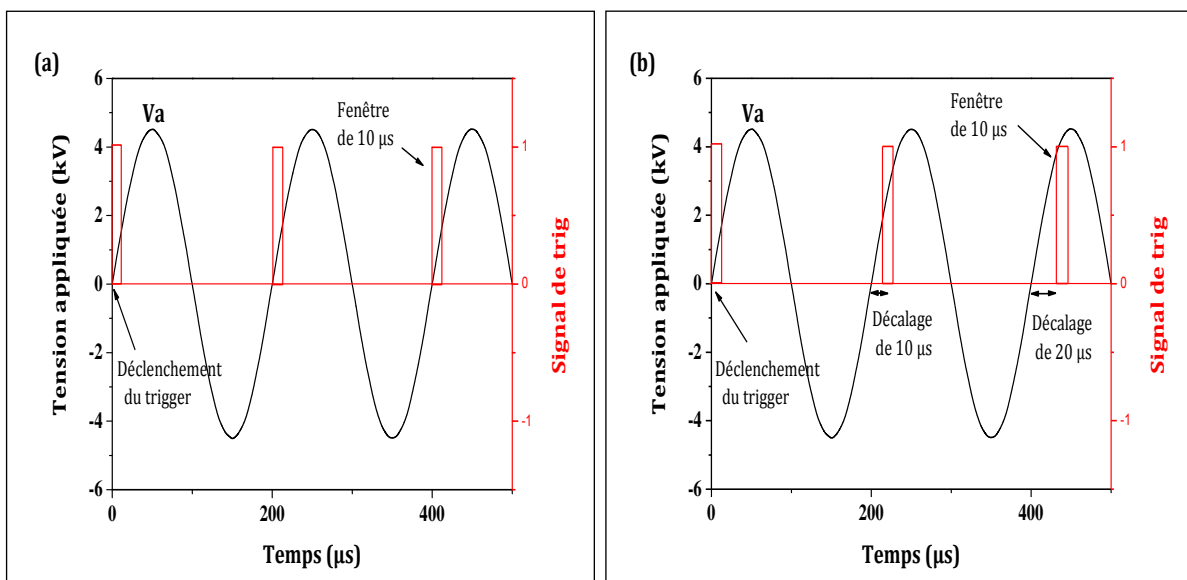 (a)
Va
Fenêtre
de 10 µs
Déclenchement
du trigger
Tension appliquée (kV)
6
4
2
0
-2
-4
-6
0
200
400
Temps (µs)
1
0
-1
Signal de trig
(b)
Va
Fenêtre
de 10 µs
Décalage
de 10 µs
Décalage
de 20 µs
Déclenchement
du trigger
Tension appliquée (kV)
6
4
2
0
-2
-4
-6
0
200
400
Temps (µs)
1
0
-1
Signal de trig